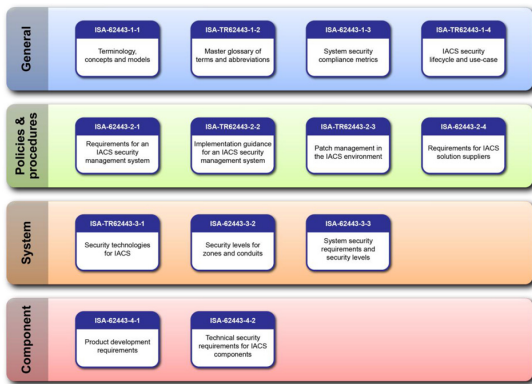 General
ISA-62443-1-1
Terminology,
concepts and models
ISA-TR62443-1-2
Master glossary of
terms and abbreviations
ISA-62443-1-3
System security
compliance metrics
ISA-TR62443-1-4
IACS security
lifecycle and use-case
Policies &
procedures
ISA-62443-2-1
Requirements for an
IACS security
management system
ISA-TR62443-2-2
Implementation guidance
for an IACS security
management system
ISA-TR62443-2-3
Patch management in
the IACS environment
ISA-62443-2-4
Requirements for IACS
solution suppliers
System
ISA-TR62443-3-1
Security technologies
for IACS
ISA-62443-3-2
Security levels for
zones and conduits
ISA-62443-3-3
System security
requirements and
security levels
Component
ISA-62443-4-1
Product development
requirements
ISA-62443-4-2
Technical security
requirements for IACS
components